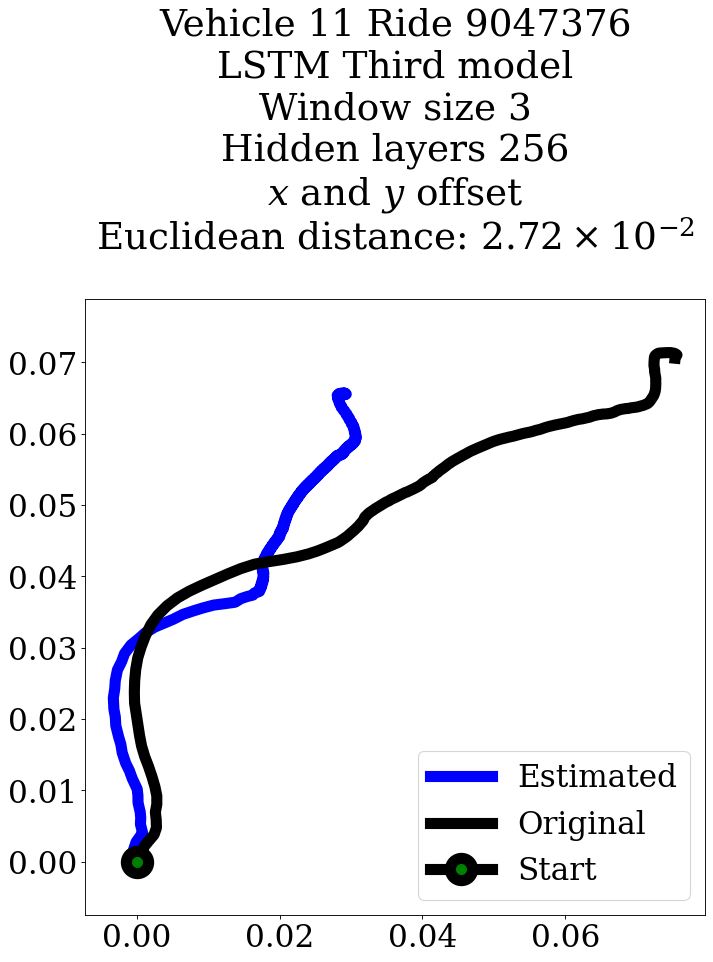 Vehicle 11 Ride 9047376
LSTM Third model
Window size 3
Hidden layers 256
x and y offset
Euclidean distance: 2.72 × 10⁻²
0.07
0.06
0.05
0.04
0.03
0.02
0.01
0.00
Estimated
Original
Start
0.00 0.02 0.04 0.06